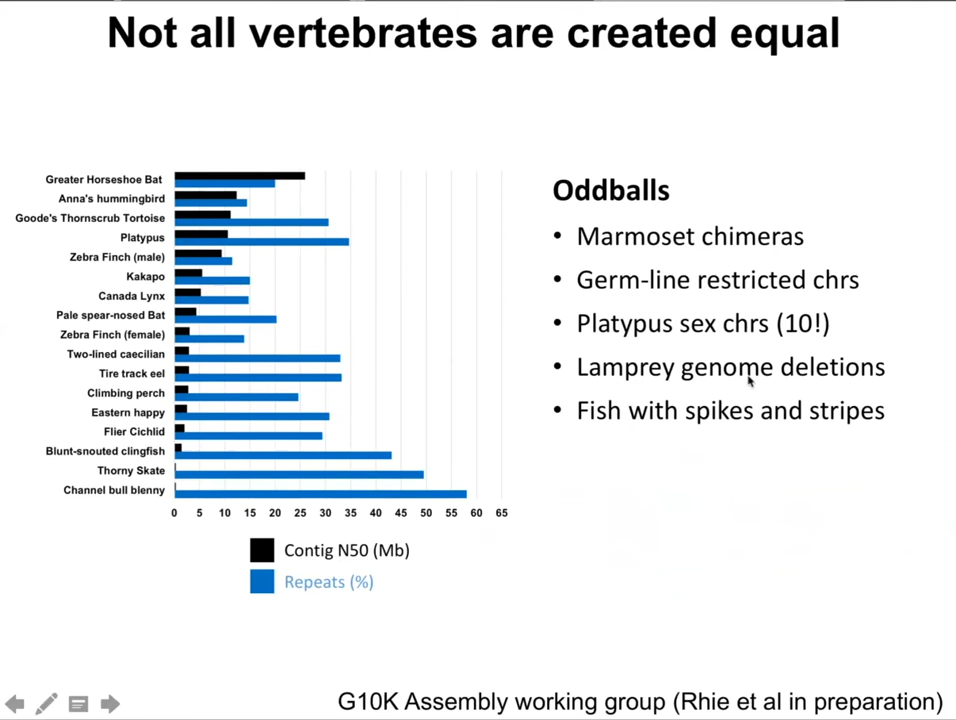 Not all vertebrates are created equal
Greater Horseshoe Bat
Anna's hummingbird
Goode's Thornscrub Tortoise
Platypus
Zebra Finch (male)
Kakapo
Canada Lynx
Pale spear-nosed Bat
Zebra Finch (female)
Two-lined caecilian
Tire track eel
Climbing perch
Eastern happy
Flier Cichlid
Blunt-snouted clingfish
Thorny Skate
Channel bull blenny
0 5 10 15 20 25 30 35 40 45 50 55 60 65
Contig N50 (Mb)
Repeats (%)
Oddballs
• Marmoset chimeras
• Germ-line restricted chrs
• Platypus sex chrs (10!)
• Lamprey genome deletions
• Fish with spikes and stripes
G10K Assembly working group (Rhie et al in preparation)